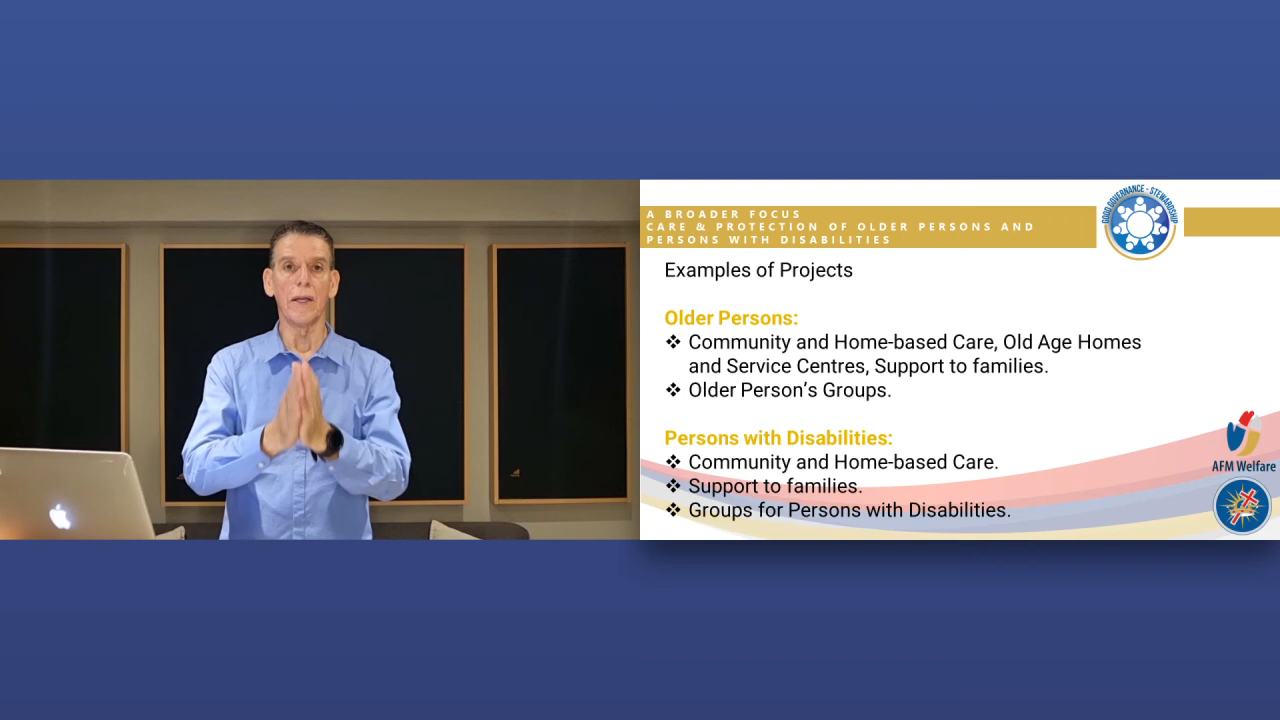 A BROADER FOCUS
CARE & PROTECTION OF OLDER PERSONS AND
PERSONS WITH DISABILITIES
GOOD GOVERNANCE - STEWARDSHIP
Examples of Projects
Older Persons:
❖ Community and Home-based Care, Old Age Homes
and Service Centres, Support to families.
❖ Older Person’s Groups.
Persons with Disabilities:
❖ Community and Home-based Care.
❖ Support to families.
❖ Groups for Persons with Disabilities.
AFM Welfare